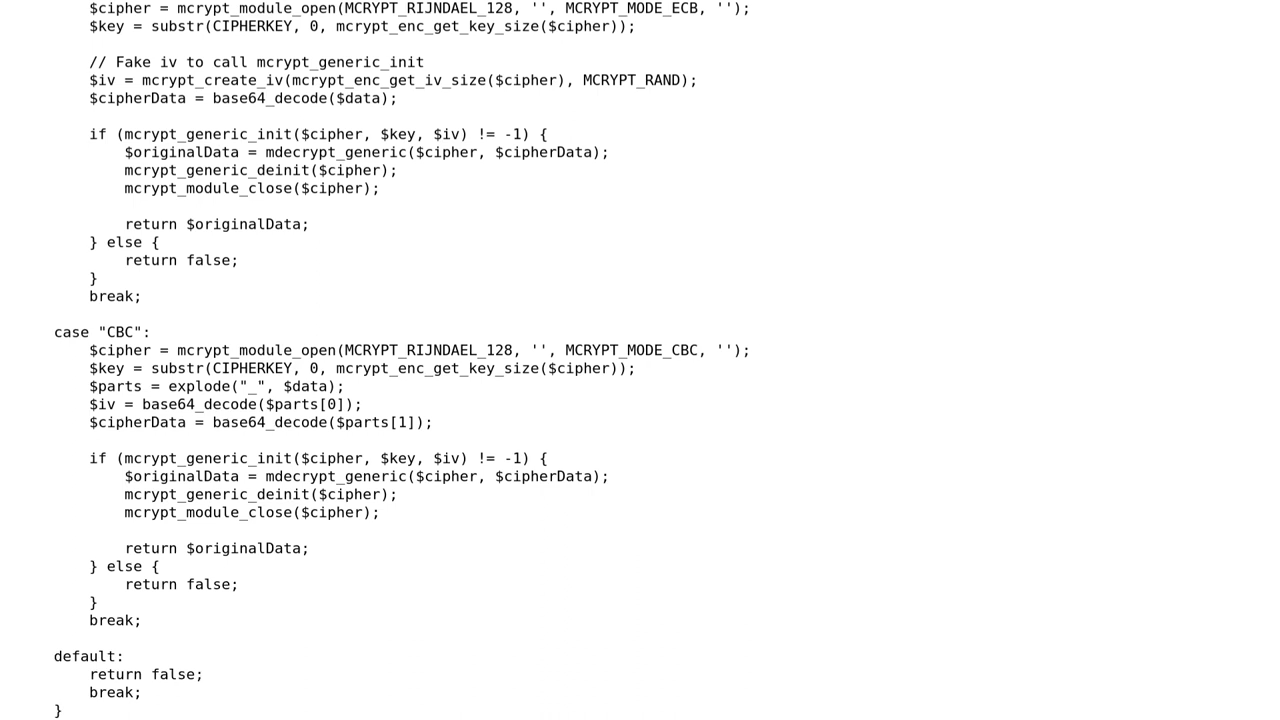 $cipher = mcrypt_module_open(MCRYPT_RIJNDAEL_128, '', MCRYPT_MODE_ECB, '');
$key = substr(CIPHERKEY, 0, mcrypt_enc_get_key_size($cipher));
// Fake iv to call mcrypt_generic_init
$iv = mcrypt_create_iv(mcrypt_enc_get_iv_size($cipher), MCRYPT_RAND);
$cipherData = base64_decode($data);
if (mcrypt_generic_init($cipher, $key, $iv) != -1) {
$originalData = mdecrypt_generic($cipher, $cipherData);
mcrypt_generic_deinit($cipher);
mcrypt_module_close($cipher);
return $originalData;
} else {
return false;
}
break;
case "CBC":
$cipher = mcrypt_module_open(MCRYPT_RIJNDAEL_128, '', MCRYPT_MODE_CBC, '');
$key = substr(CIPHERKEY, 0, mcrypt_enc_get_key_size($cipher));
$parts = explode("_", $data);
$iv = base64_decode($parts[0]);
$cipherData = base64_decode($parts[1]);
if (mcrypt_generic_init($cipher, $key, $iv) != -1) {
$originalData = mdecrypt_generic($cipher, $cipherData);
mcrypt_generic_deinit($cipher);
mcrypt_module_close($cipher);
return $originalData;
} else {
return false;
}
break;
default:
return false;
break;
}